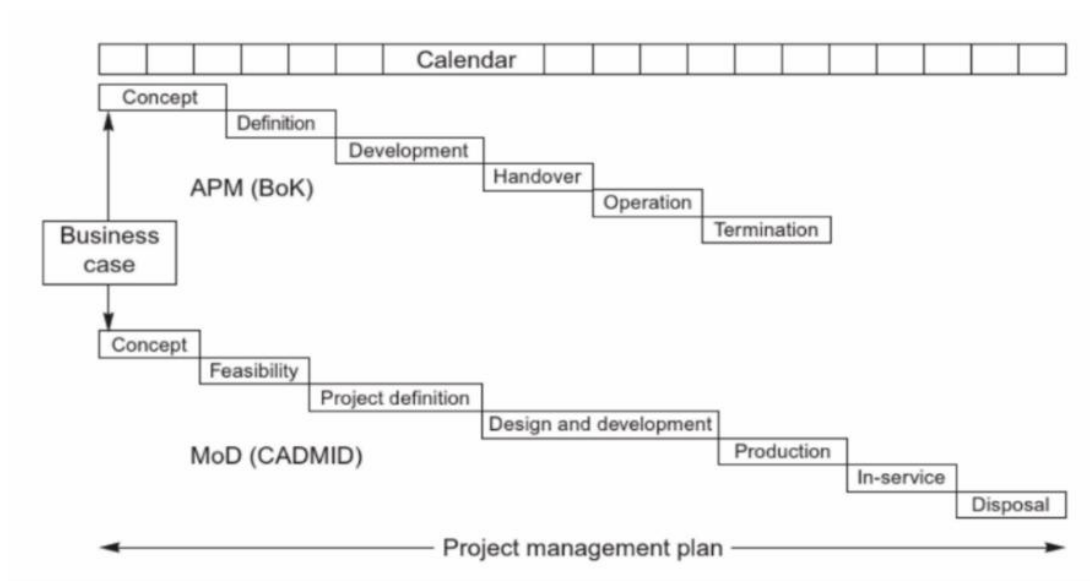 Calendar
Concept
Definition
Development
Handover
APM (BoK)
Operation
Termination
Business
case
Concept
Feasibility
Project definition
Design and development
Production
MoD (CADMID)
In-service
Disposal
Project management plan